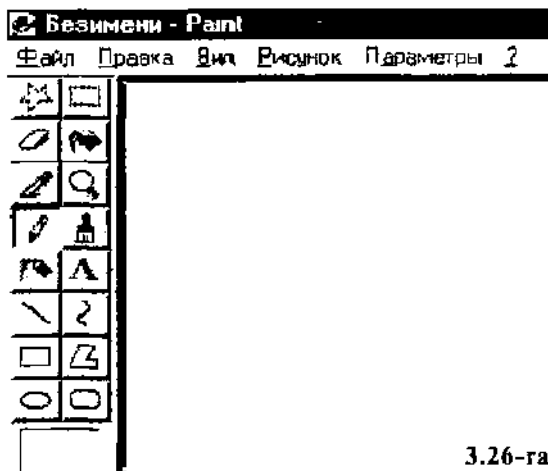 Безимени - Paint
Файл Правка Вид Рисунок Параметры ?
3.26-га